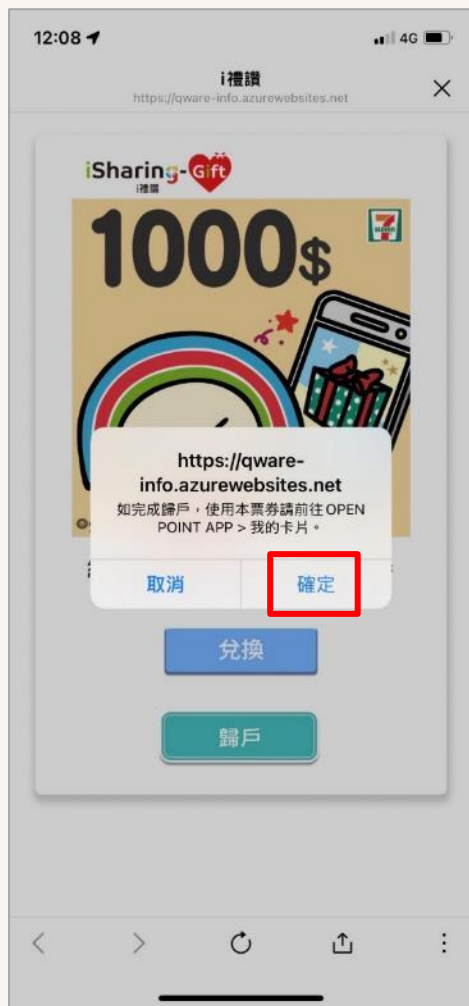 12:08
4G
i禮讚
https://qware-info.azurewebsites.net
iSharing-Gift
i禮讚
1000$
7
ELEVEN
https://qware-
info.azurewebsites.net
如完成歸戶，使用本票券請前往OPEN
POINT APP > 我的卡片。
取消
確定
兌換
歸戶